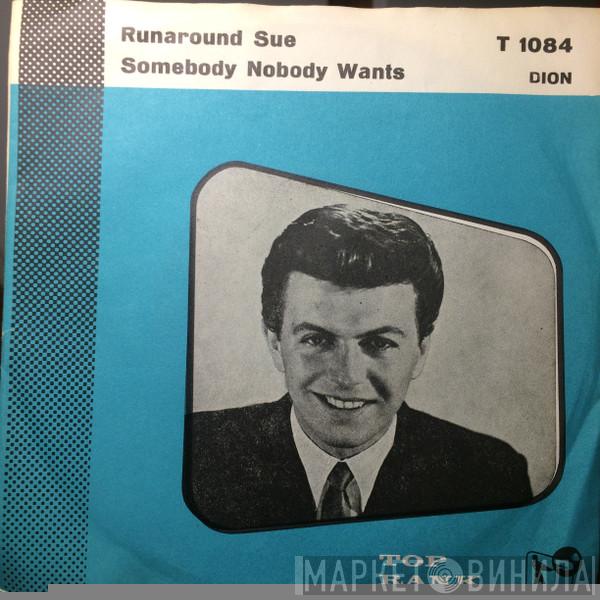 Runaround Sue
T 1084
Somebody Nobody Wants
DION
TOP
RANK
МАРКЕТ ВИНИЛА